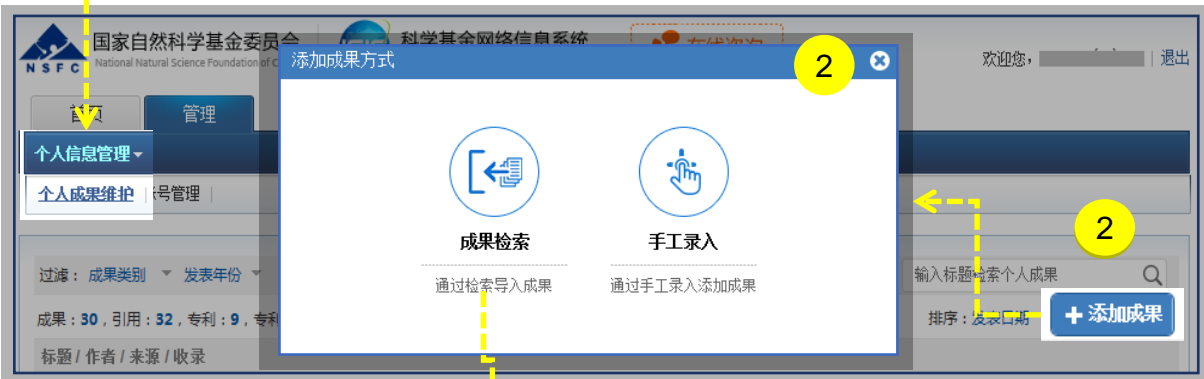 国家自然科学基金委员会
National Natural Science Foundation of C
NSFC
科学基金网络信息系统
在线咨询
欢迎您， | 退出
添加成果方式
2
首页
管理
个人信息管理
个人成果维护 | 号管理 |
成果检索
手工录入
通过检索导入成果
通过手工录入添加成果
2
过滤： 成果类别 发表年份
输入标题检索个人成果
成果：30，引用：32，专利：9，专利
排序：发表日期
+ 添加成果
标题 / 作者 / 来源 / 收录